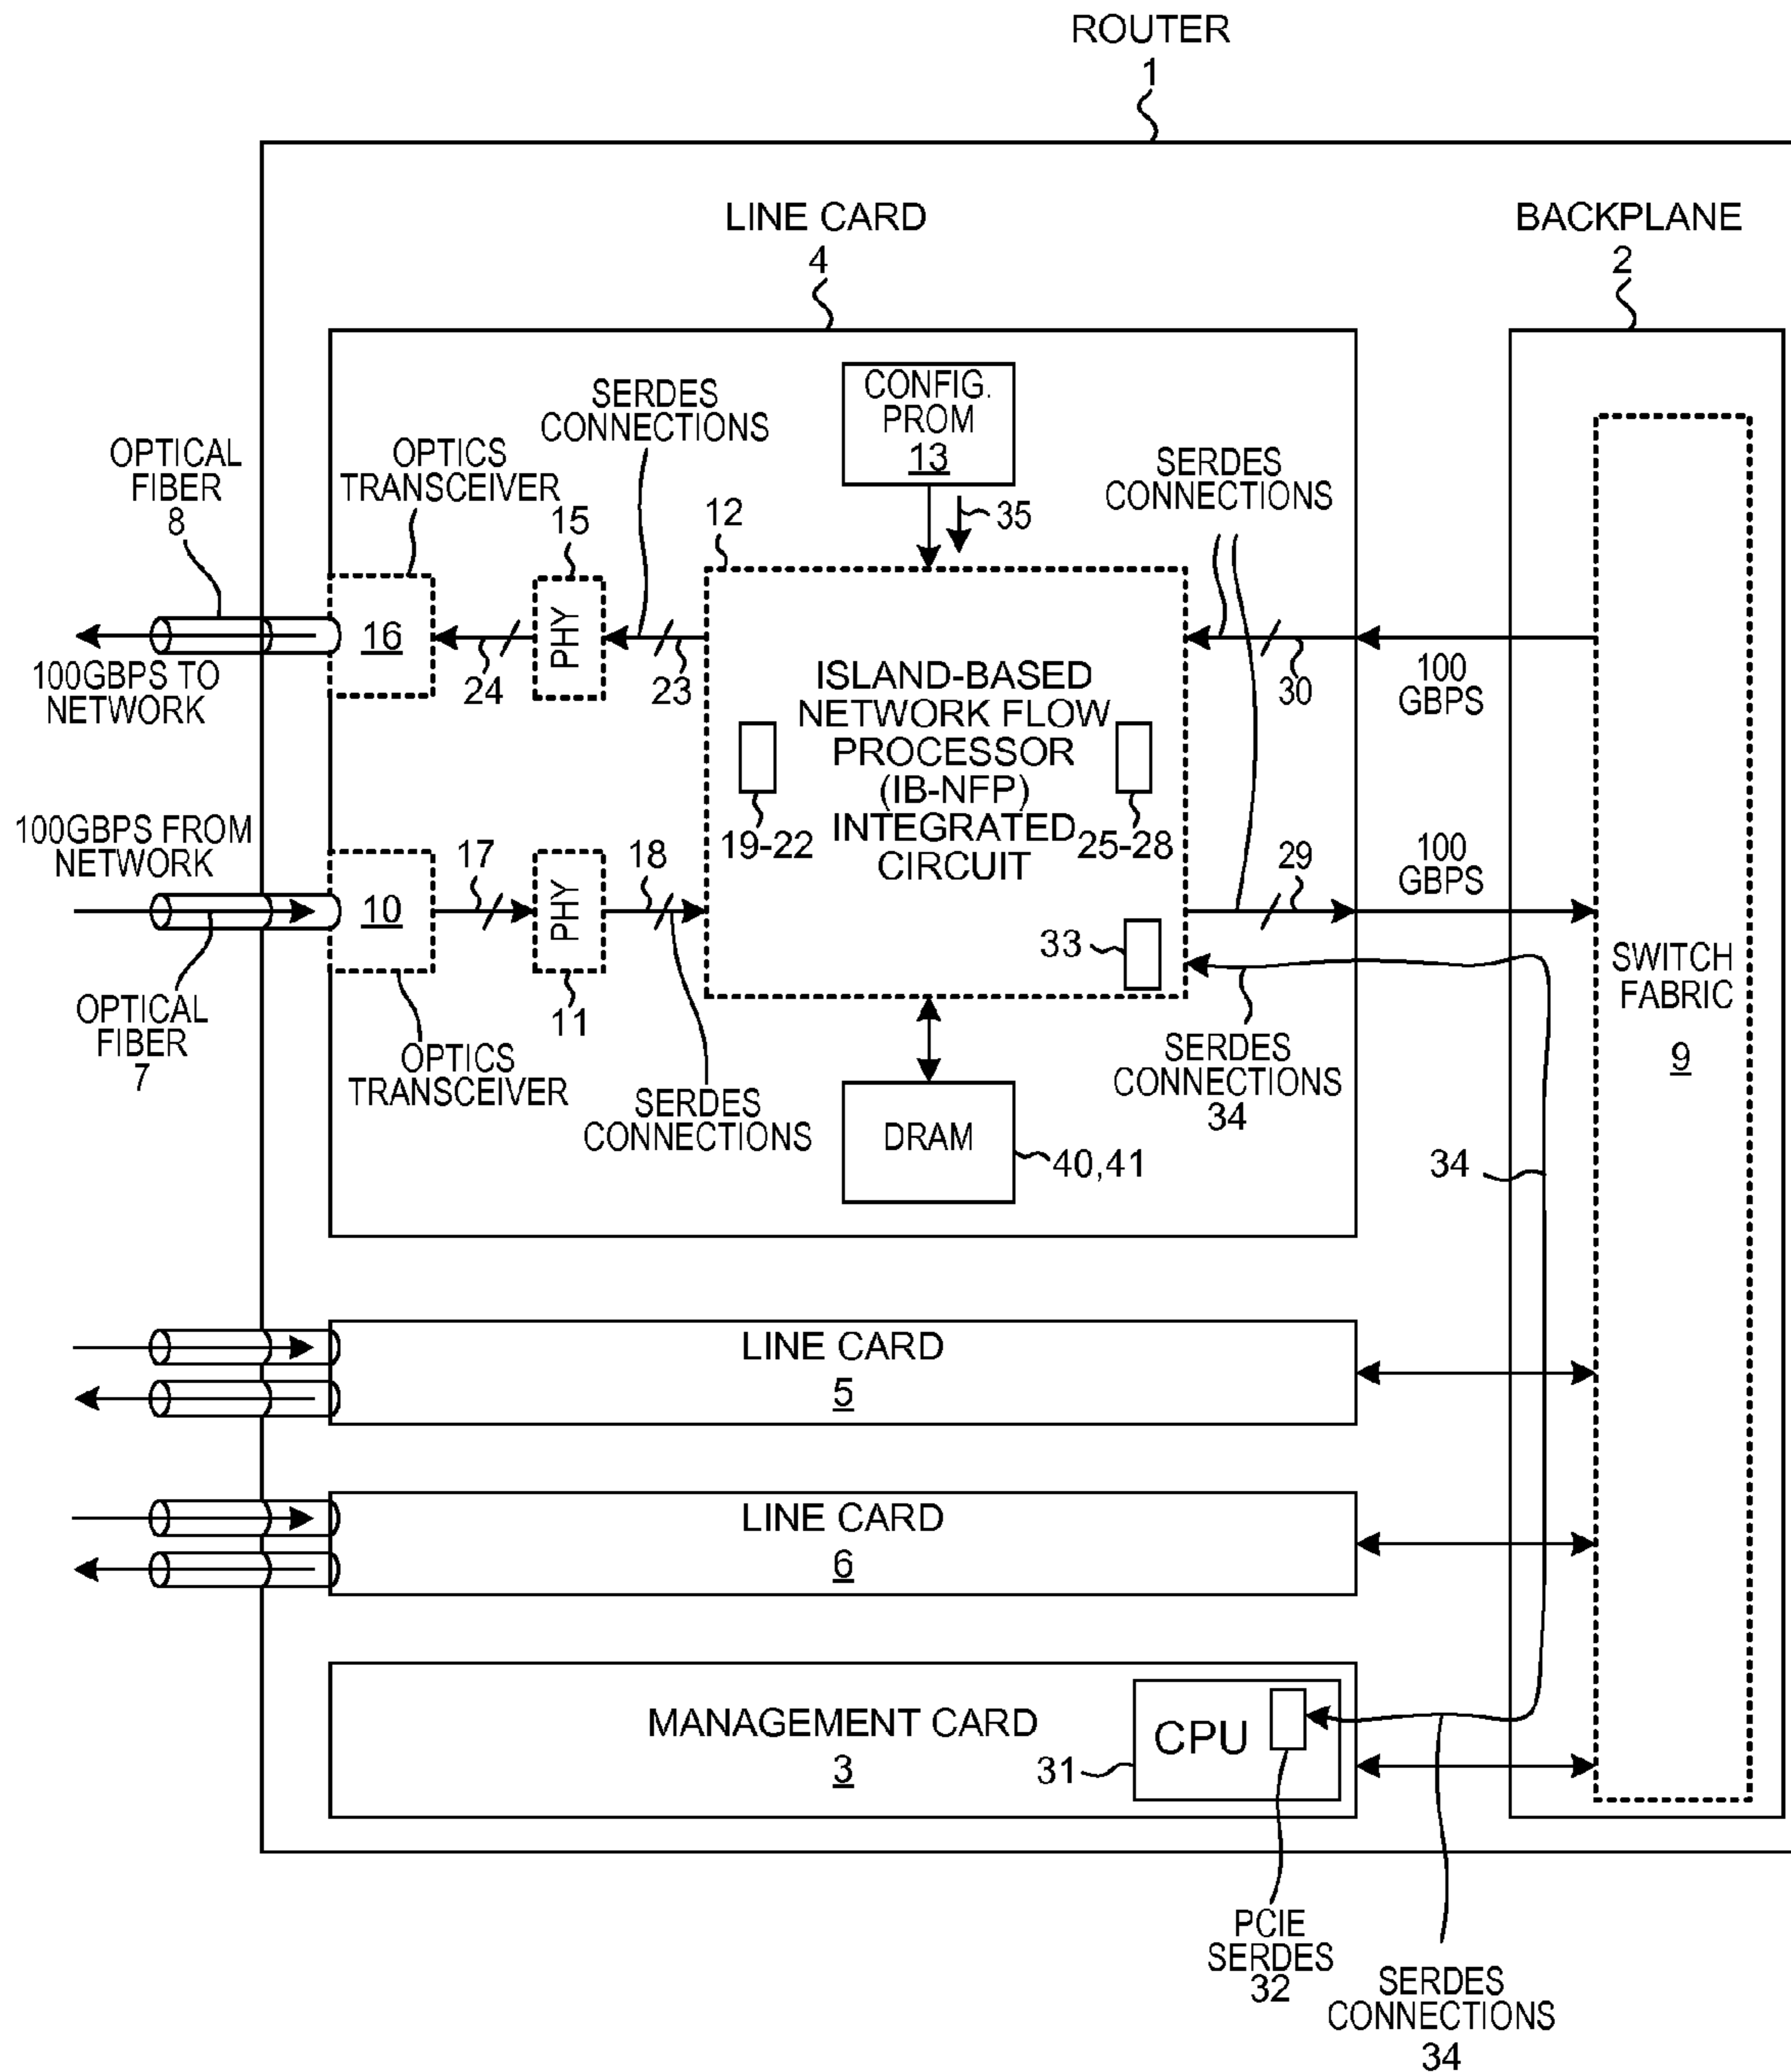 ROUTER
1
LINE CARD
4
BACKPLANE
2
OPTICAL
FIBER
8
OPTICS
TRANSCEIVER
SERDES
CONNECTIONS
CONFIG.
PROM
13
SERDES
CONNECTIONS
15
12
35
16
PHY
24
23
100GBPS TO
NETWORK
ISLAND-BASED
NETWORK FLOW
PROCESSOR
(IB-NFP)
INTEGRATED
CIRCUIT
19-22
25-28
30
100
GBPS
100GBPS FROM
NETWORK
10
17
PHY
18
29
100
GBPS
33
SWITCH
FABRIC
9
OPTICAL
FIBER
7
11
OPTICS
TRANSCEIVER
SERDES
CONNECTIONS
SERDES
CONNECTIONS
34
DRAM
40,41
34
LINE CARD
5
LINE CARD
6
MANAGEMENT CARD
3
31
CPU
PCIE
SERDES
32
SERDES
CONNECTIONS
34